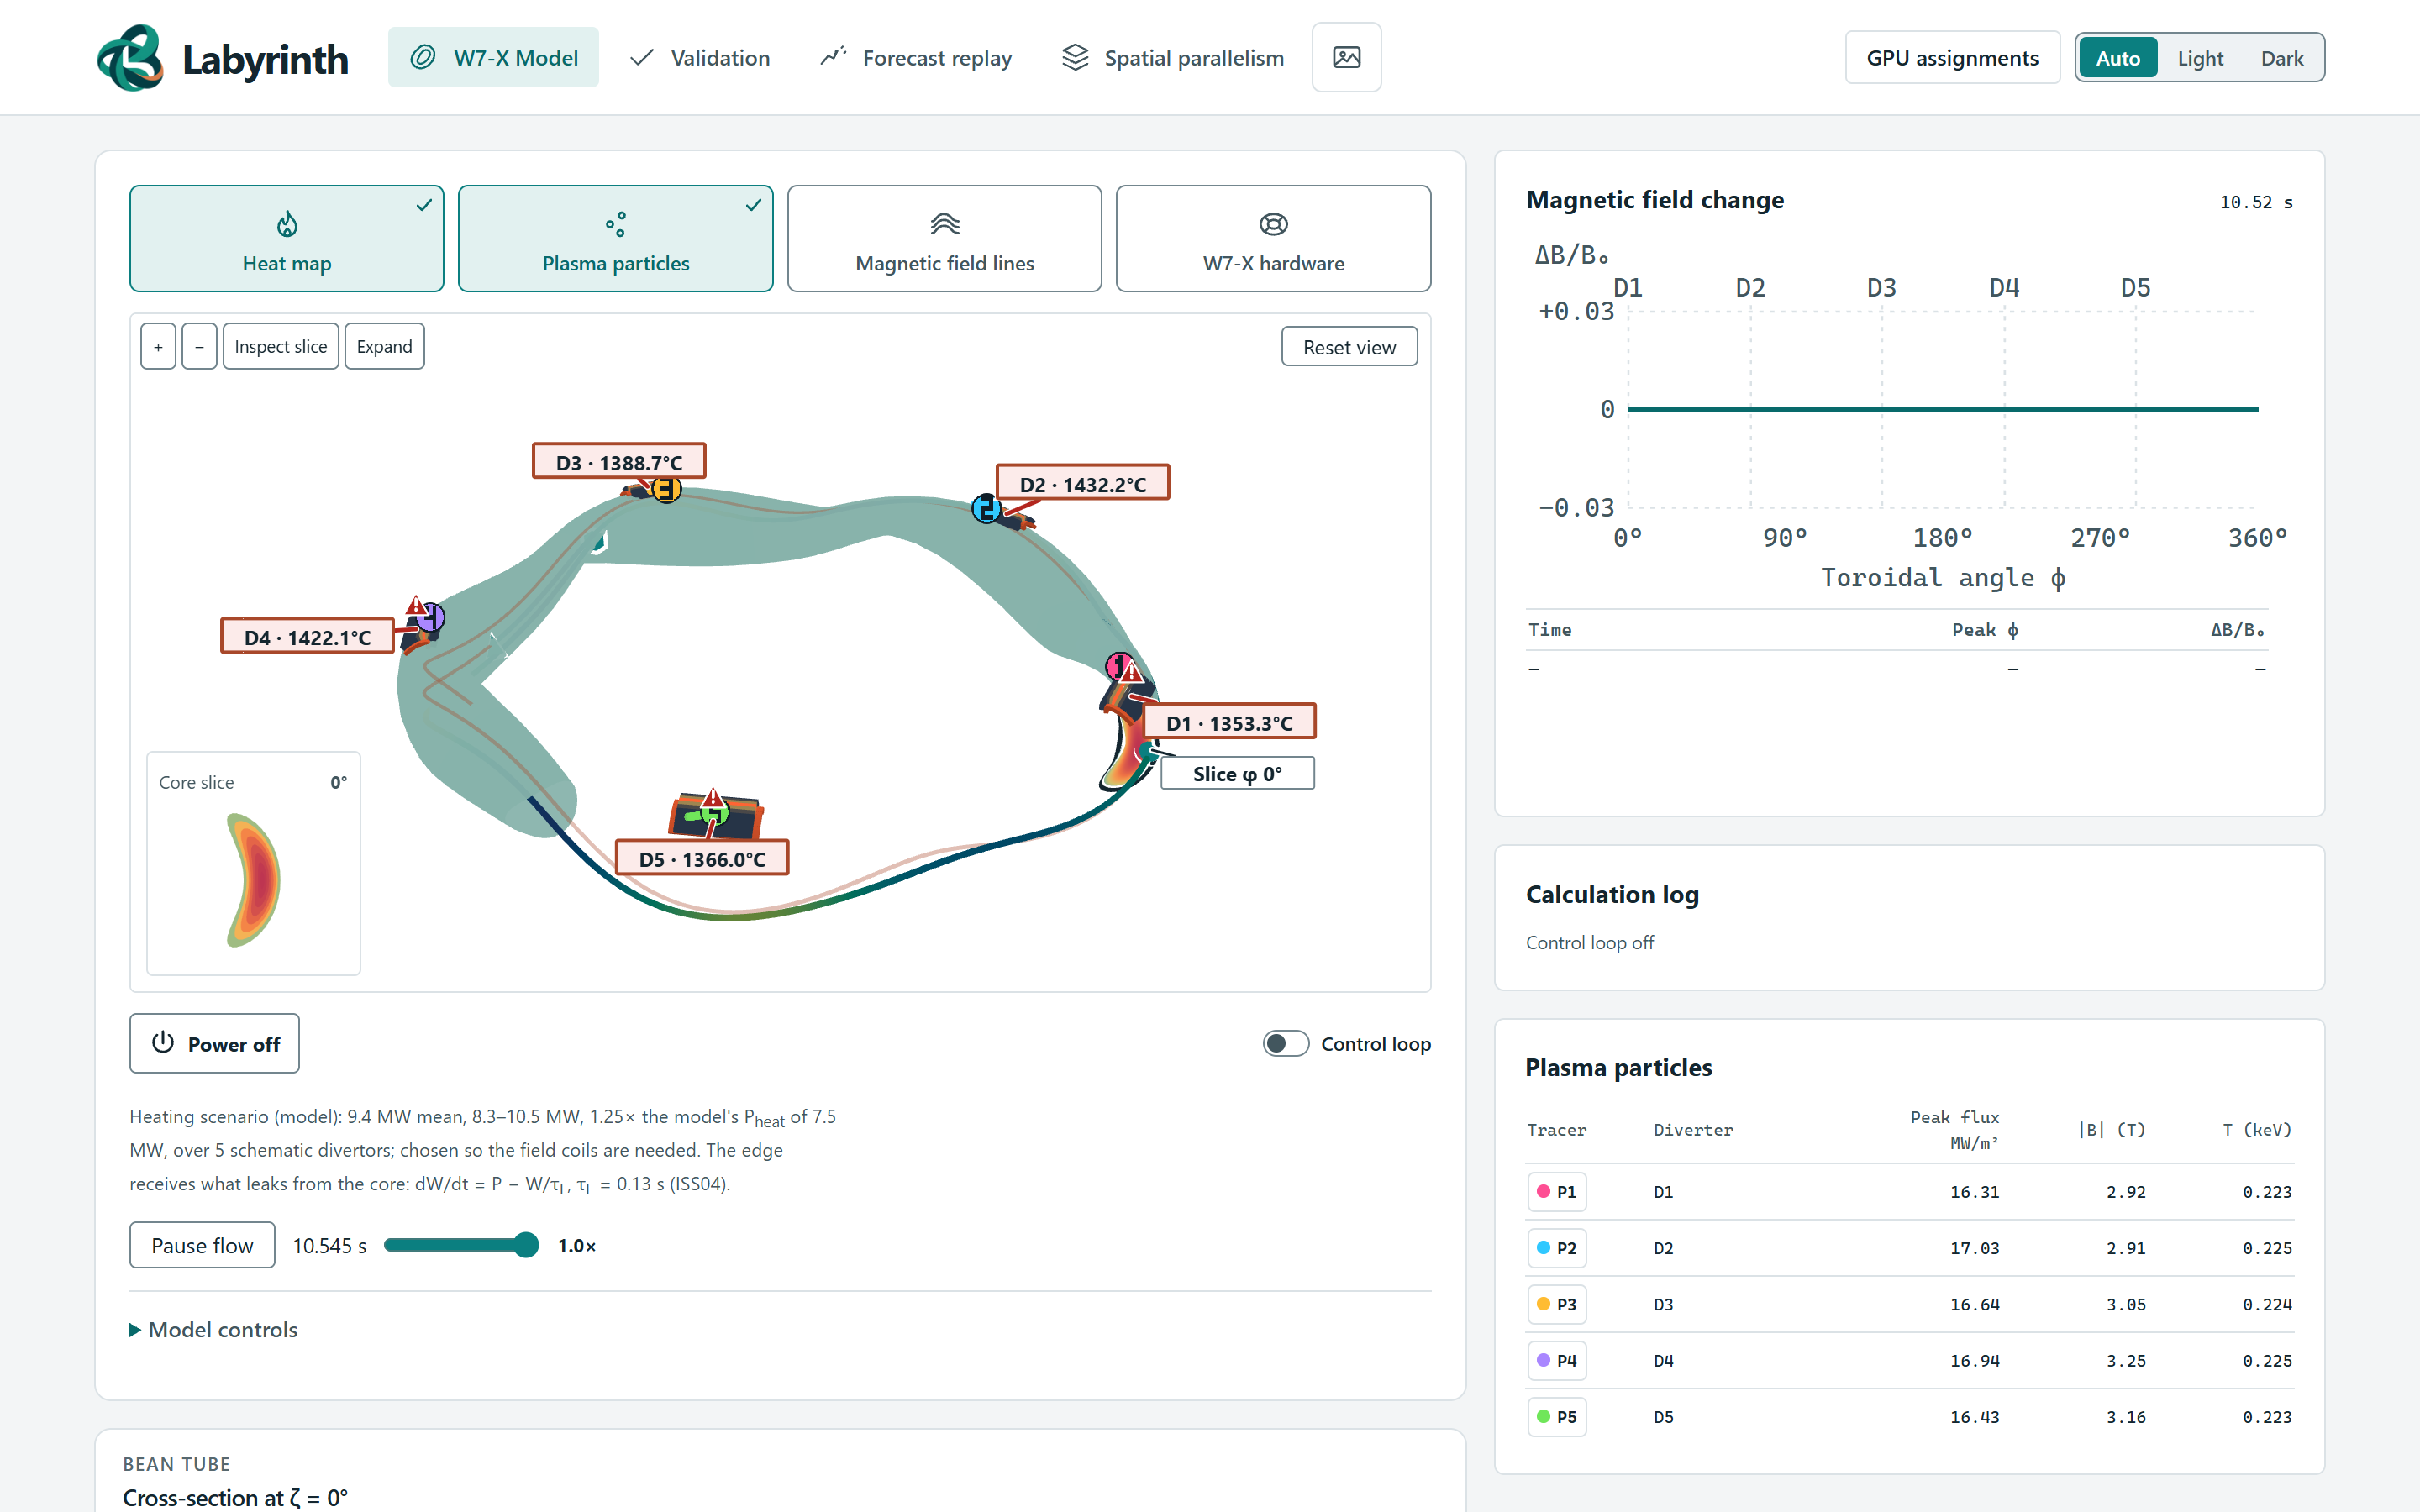 Labyrinth
W7-X Model
Validation
Forecast replay
Spatial parallelism
GPU assignments
Auto
Light
Dark
Heat map
Plasma particles
Magnetic field lines
W7-X hardware
+
−
Inspect slice
Expand
Reset view
D3 · 1388.7°C
3
D2 · 1432.2°C
2
D4 · 1422.1°C
1
D1 · 1353.3°C
Slice φ 0°
D5 · 1366.0°C
Core slice 0°
Power off
Control loop
Heating scenario (model): 9.4 MW mean, 8.3–10.5 MW, 1.25× the model's Pheat of 7.5
MW, over 5 schematic divertors; chosen so the field coils are needed. The edge
receives what leaks from the core: dW/dt = P − W/τE, τE = 0.13 s (ISS04).
Pause flow
10.545 s
1.0×
Model controls
BEAN TUBE
Cross-section at ζ = 0°
Magnetic field change
10.52 s
ΔB/B₀
D1 D2 D3 D4 D5
+0.03
0
−0.03
0° 90° 180° 270° 360°
Toroidal angle ϕ
Time Peak ϕ ΔB/B₀
— — —
Calculation log
Control loop off
Plasma particles
Tracer Diverter Peak flux MW/m² |B| (T) T (keV)
P1 D1 16.31 2.92 0.223
P2 D2 17.03 2.91 0.225
P3 D3 16.64 3.05 0.224
P4 D4 16.94 3.25 0.225
P5 D5 16.43 3.16 0.223